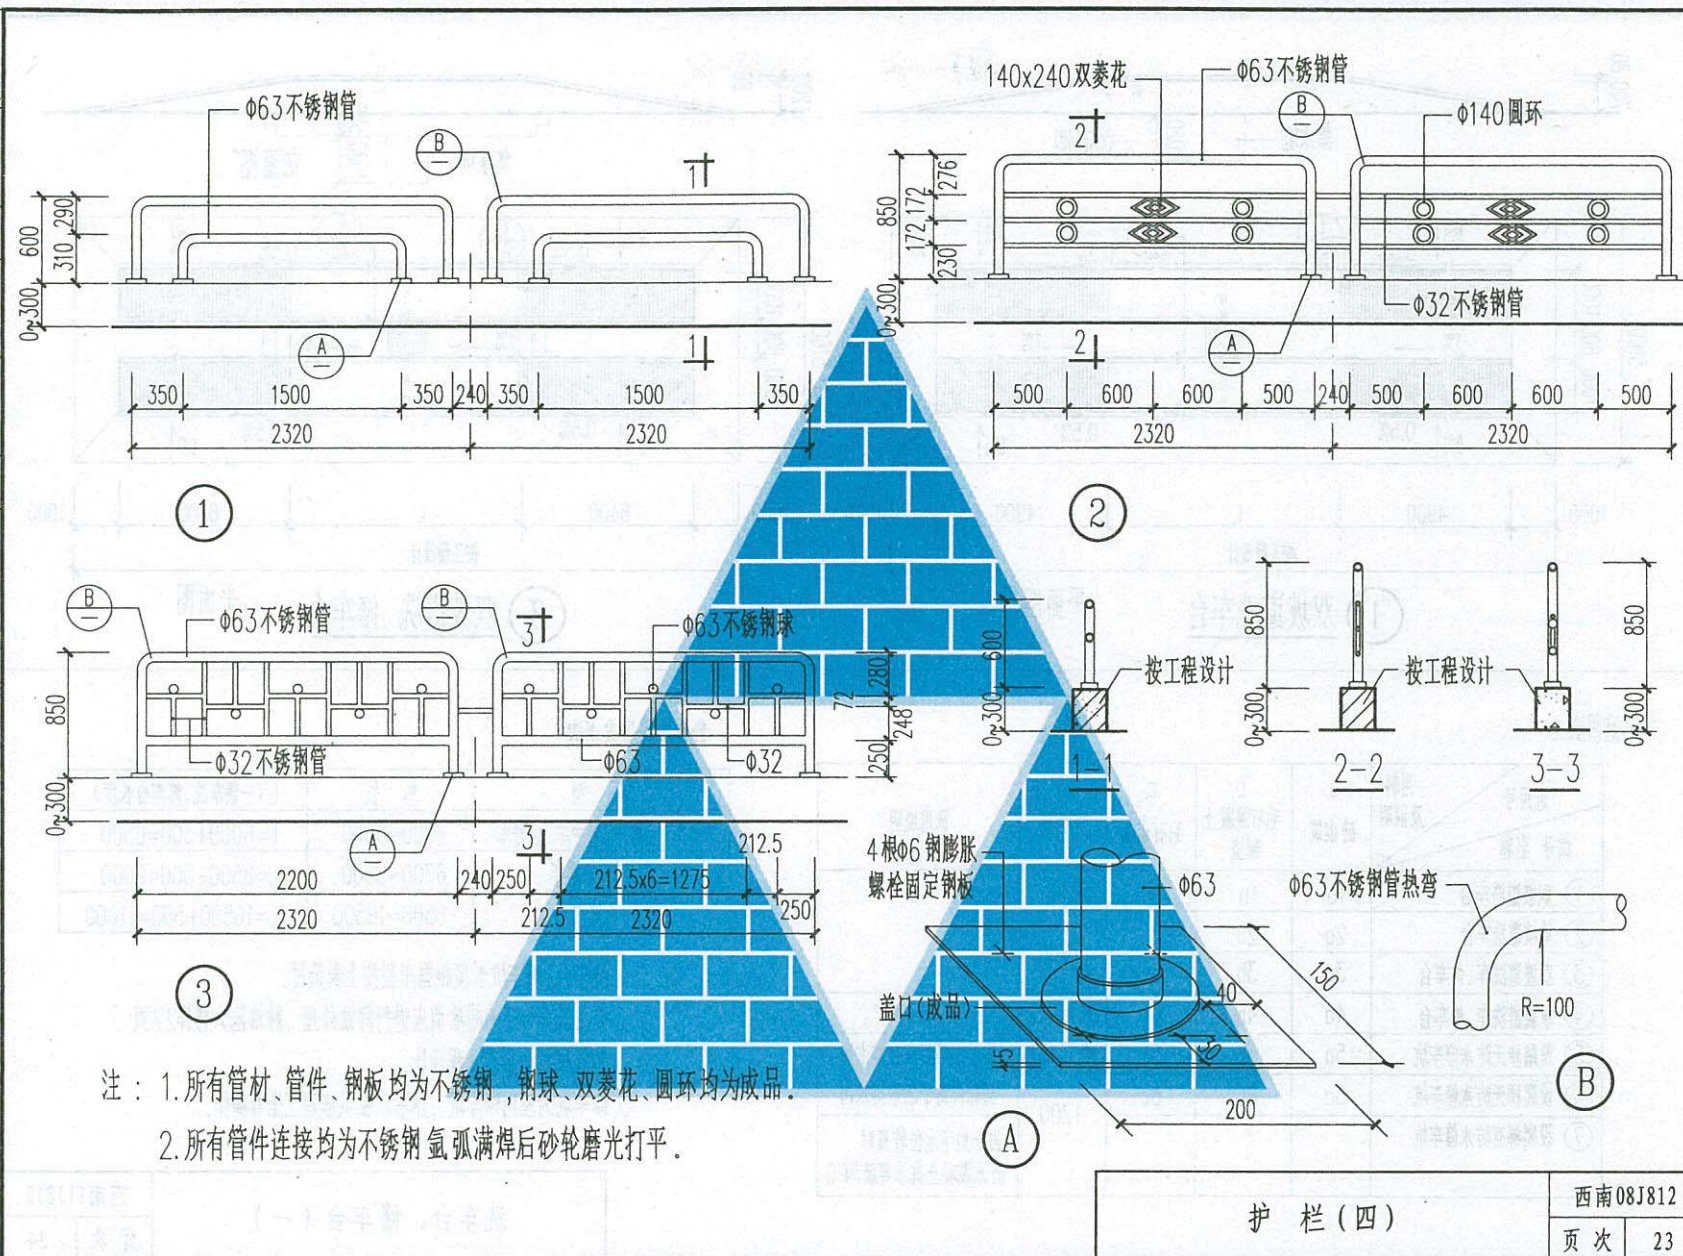 Φ63不锈钢管
B
1
600
290
310
0~300
A
1
350
1500
350
240
350
1500
350
2320
2320
1
140x240双菱花
Φ63不锈钢管
B
Φ140圆环
2
850
276
172
172
230
0~300
Φ32不锈钢管
A
2
500
600
600
500
240
500
600
600
500
2320
2320
2
B
Φ63不锈钢管
B
3
Φ63不锈钢球
850
280
72
248
250
Φ32不锈钢管
Φ63
Φ32
0~300
A
3
212.5
2200
240
250
212.5x6=1275
250
2320
212.5
2320
3
600
0~300
按工程设计
1-1
850
0~300
按工程设计
2-2
850
0~300
3-3
4根Φ6钢膨胀
螺栓固定钢板
Φ63
盖口(成品)
40
150
30
5
200
A
Φ63不锈钢管热弯
R=100
B
注：1.所有管材、管件、钢板均为不锈钢，钢球、双菱花、圆环均为成品.
2.所有管件连接均为不锈钢氩弧满焊后砂轮磨光打平.
护栏(四)
西南08J812
页次 23